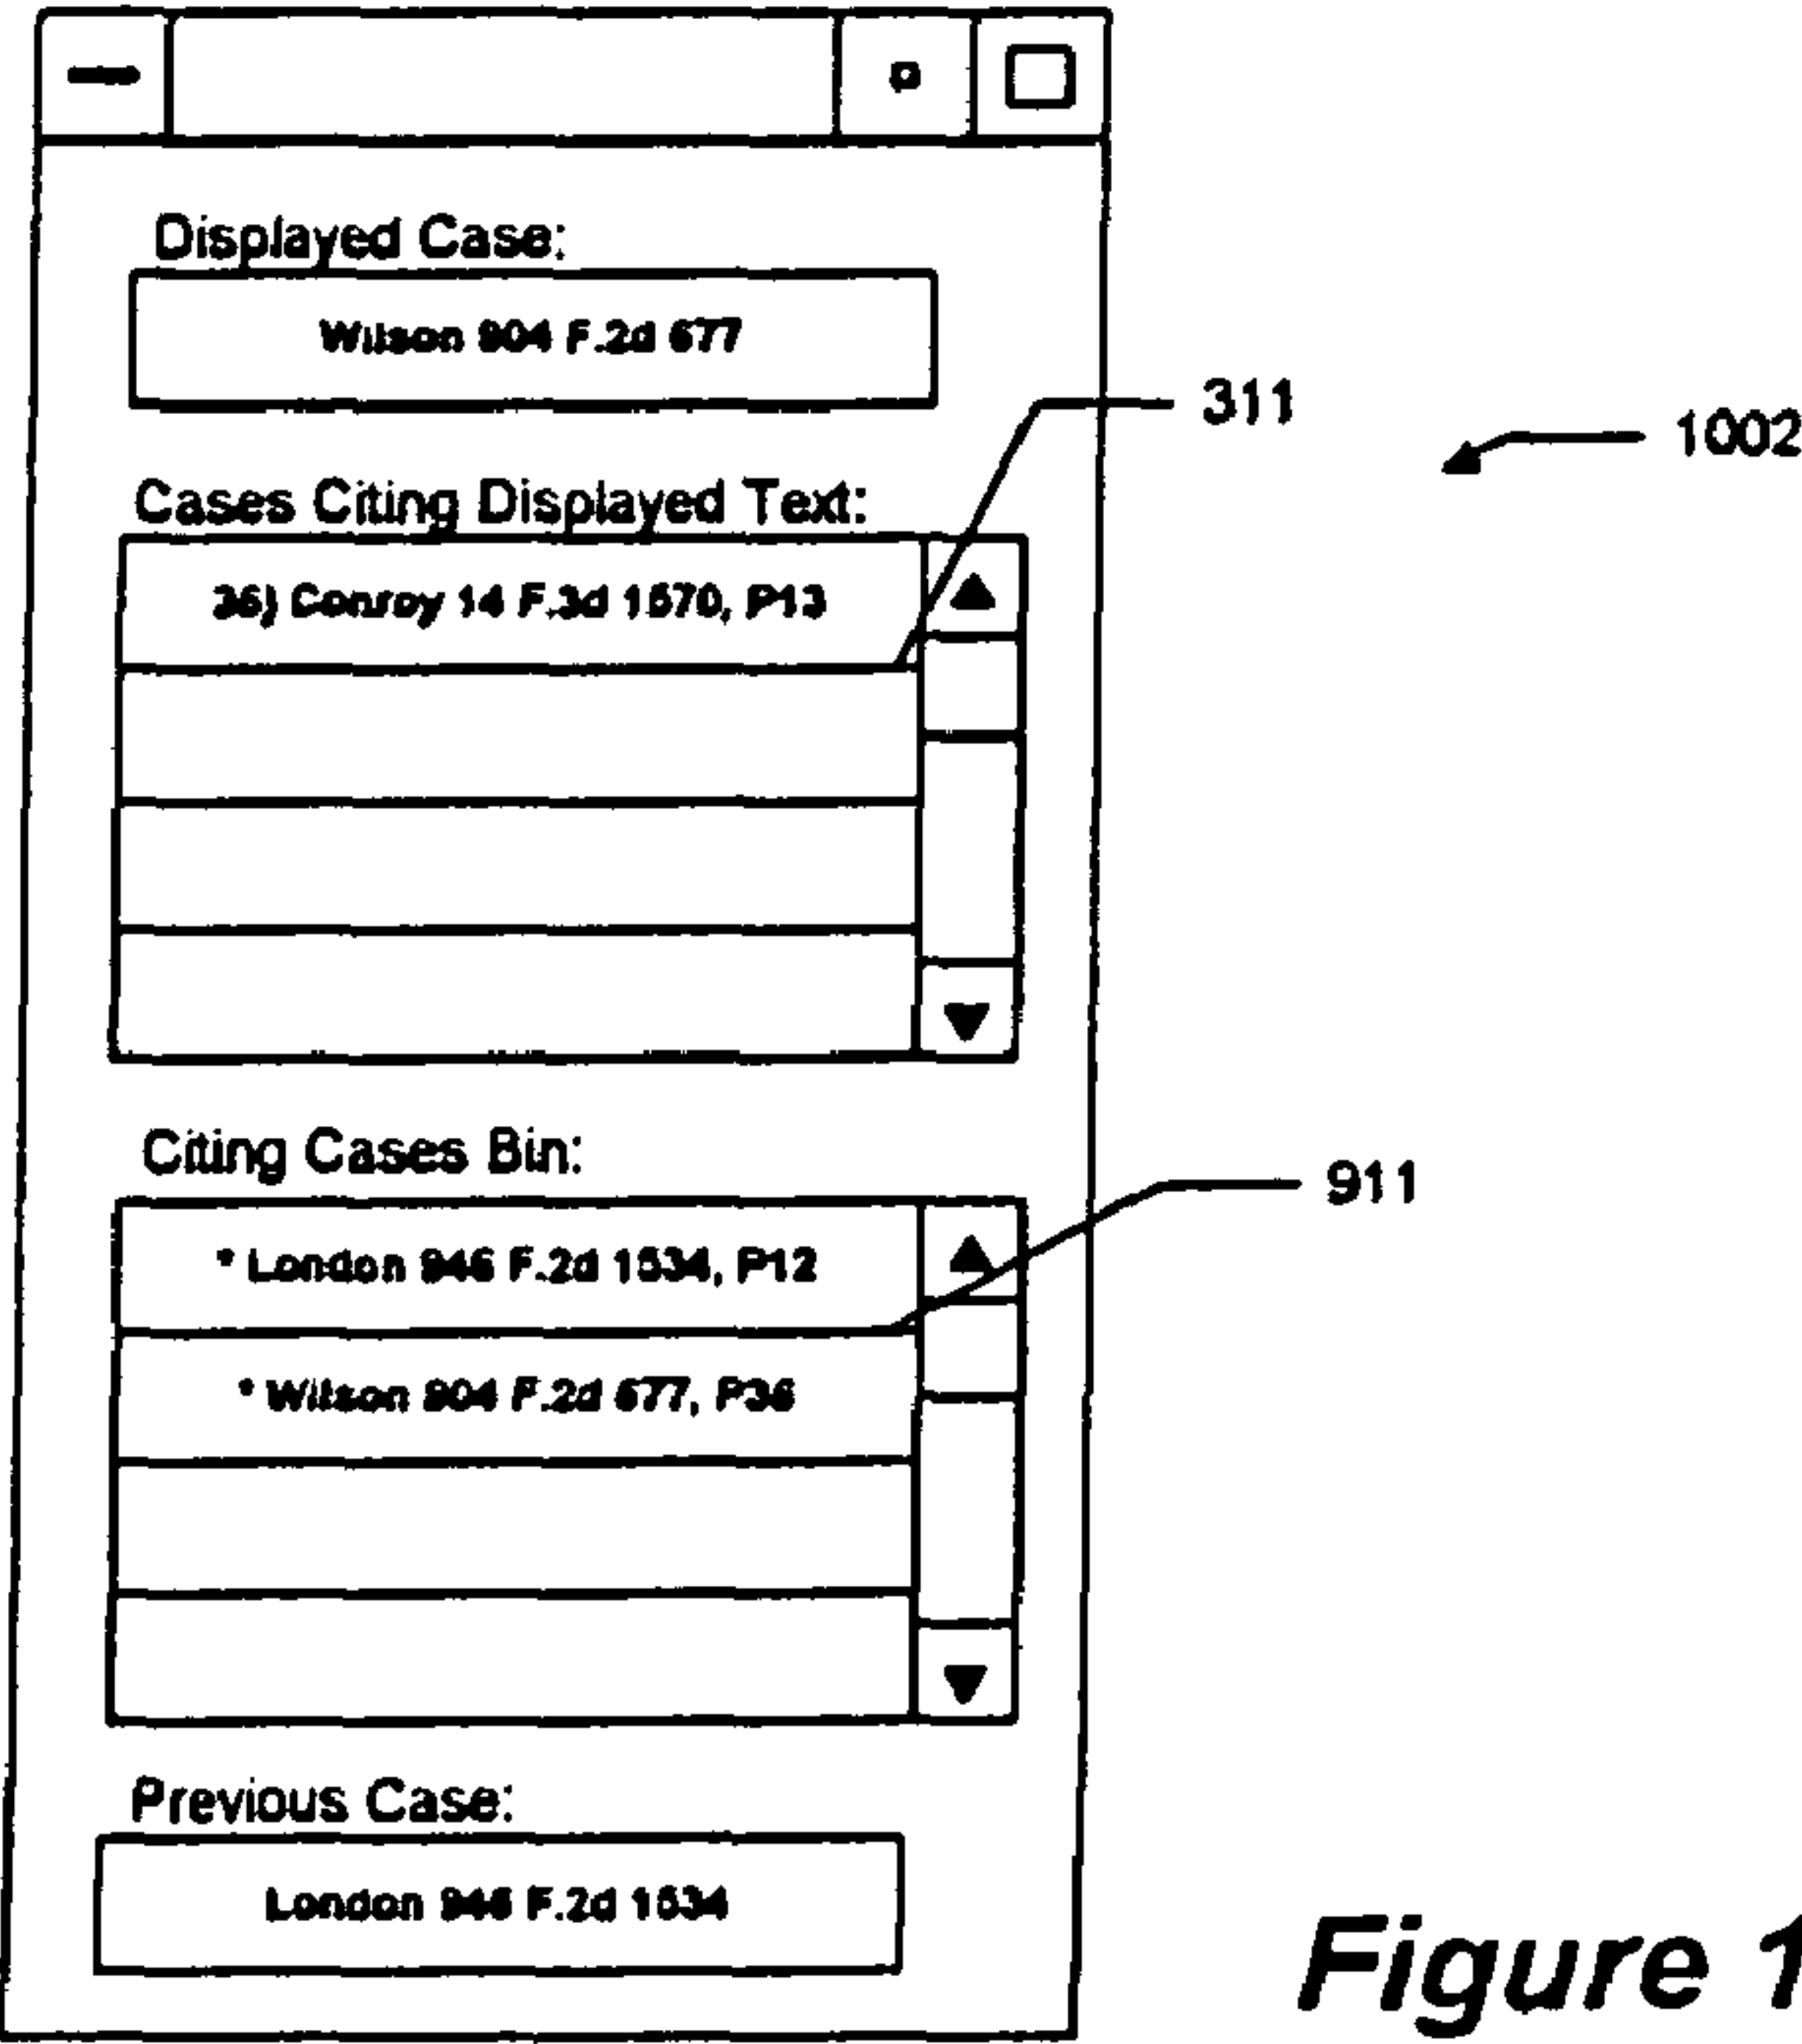 Displayed Case:
Wilson 904 F.2d 677
311
1002
Cases Citing Displayed Text:
36) Conroy 14 F.3d 1570, P13
Citing Cases Bin:
911
* London 946 F.2d 1534, P12
* Wilson 904 F.2d 677, P36
Previous Case:
London 946 F.2d 1534
Figure 1